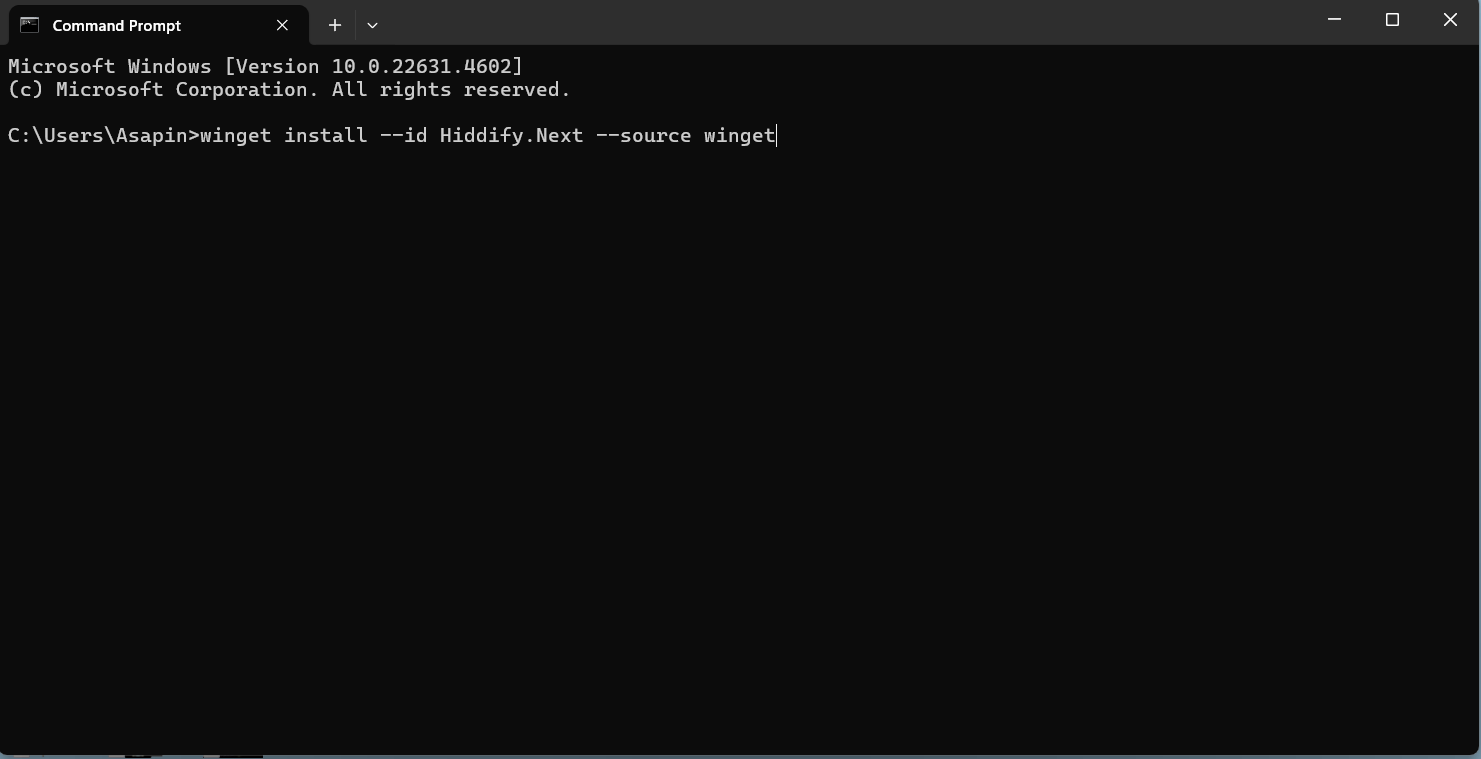 Command Prompt
Microsoft Windows [Version 10.0.22631.4602]
(c) Microsoft Corporation. All rights reserved.
C:\Users\Asapin>winget install --id Hiddify.Next --source winget